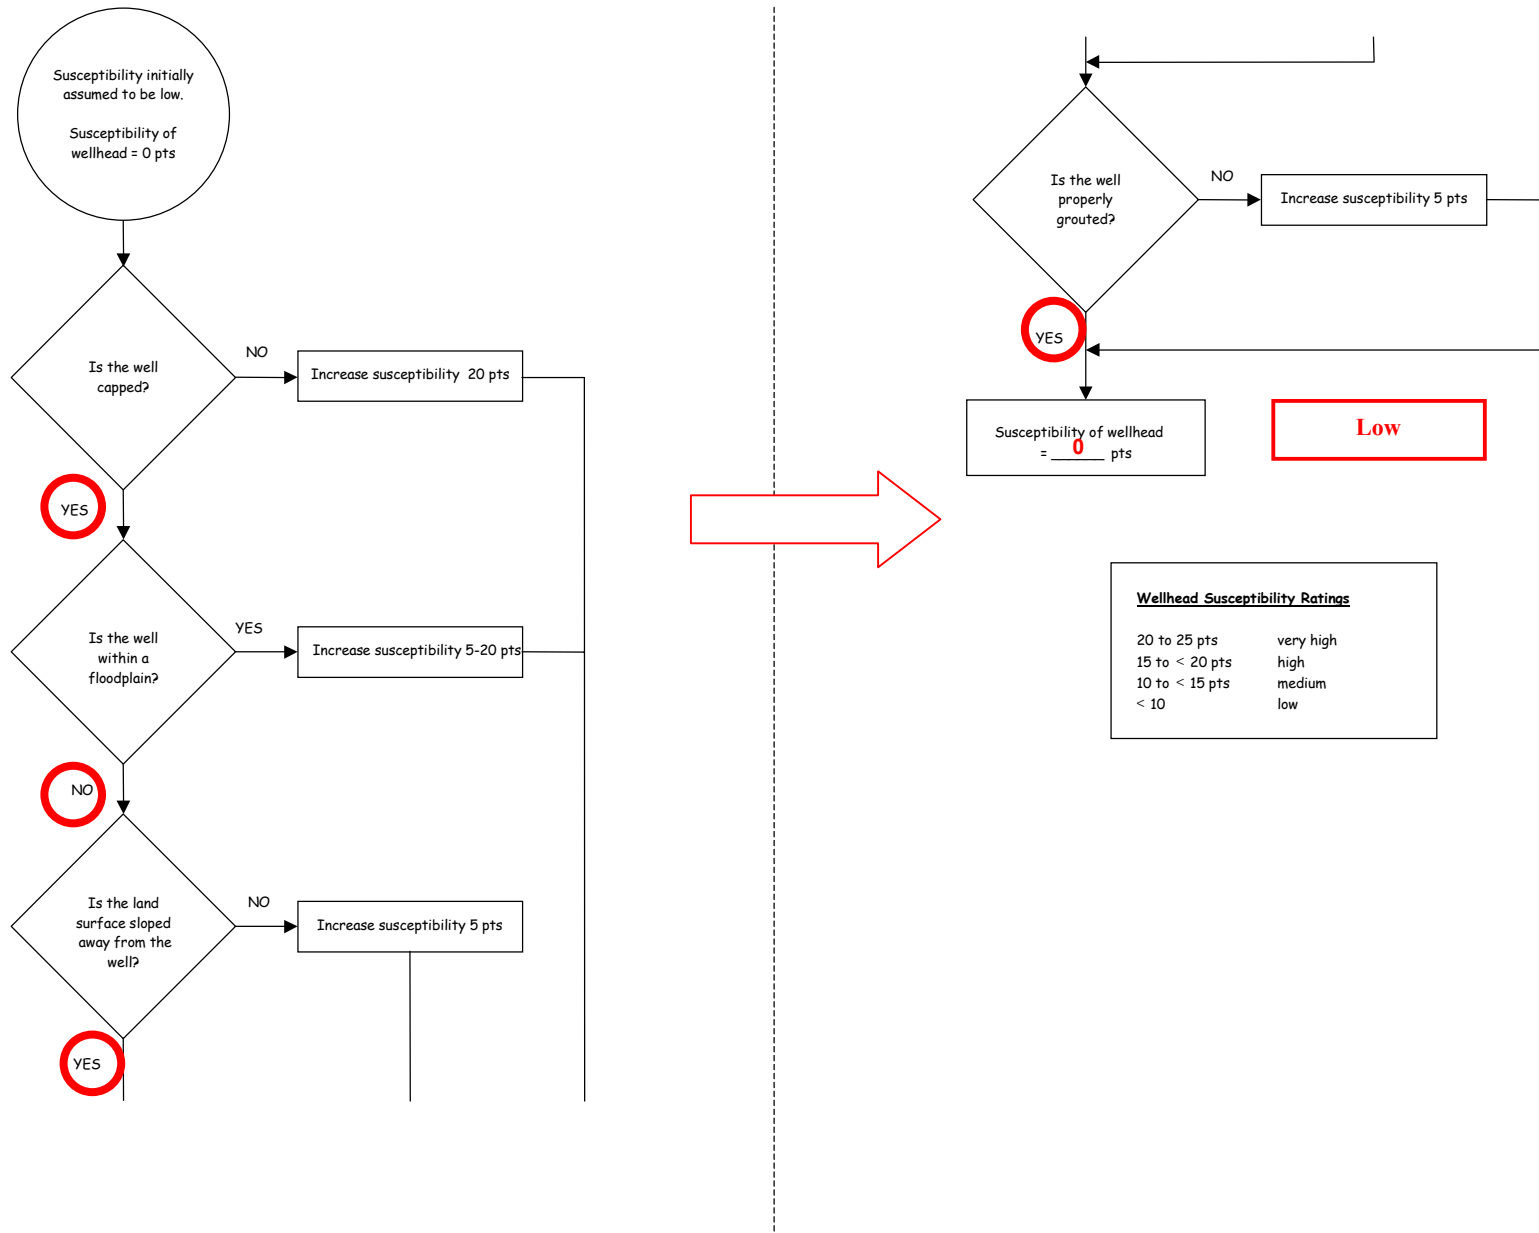 Susceptibility initially
assumed to be low.
Susceptibility of
wellhead = 0 pts
Is the well
capped?
NO
Increase susceptibility 20 pts
YES
Is the well
within a
floodplain?
YES
Increase susceptibility 5-20 pts
NO
Is the land
surface sloped
away from the
well?
NO
Increase susceptibility 5 pts
YES
Is the well
properly
grouted?
NO
Increase susceptibility 5 pts
YES
Susceptibility of wellhead
= ___0___ pts
Low
Wellhead Susceptibility Ratings
20 to 25 pts very high
15 to < 20 pts high
10 to < 15 pts medium
< 10 low